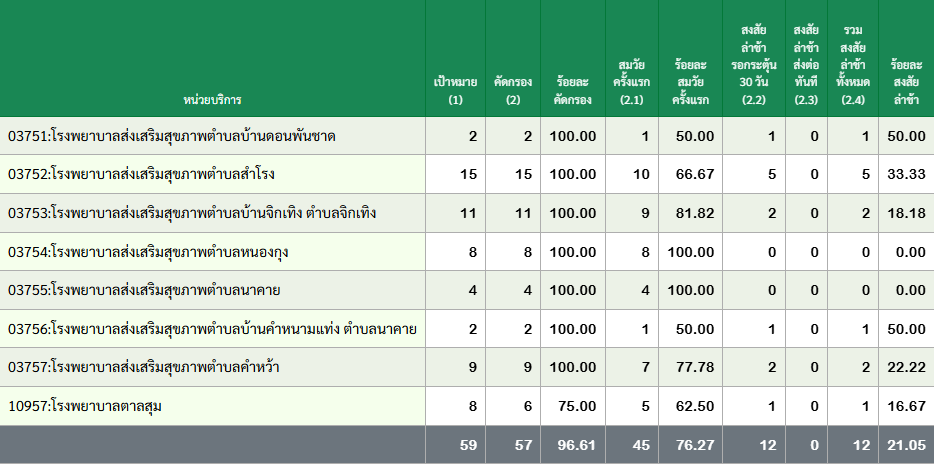 หน่วยบริการ เป้าหมาย (1) คัดกรอง (2) ร้อยละ คัดกรอง สมวัย ครั้งแรก (2.1) ร้อยละ สมวัย ครั้งแรก สงสัย ล่าช้า รอกระตุ้น 30 วัน (2.2) สงสัย ล่าช้า ส่งต่อ ทันที (2.3) รวม สงสัย ล่าช้า ทั้งหมด (2.4) ร้อยละ สงสัย ล่าช้า
03751:โรงพยาบาลส่งเสริมสุขภาพตำบลบ้านดอนพันชาด 2 2 100.00 1 50.00 1 0 1 50.00
03752:โรงพยาบาลส่งเสริมสุขภาพตำบลสำโรง 15 15 100.00 10 66.67 5 0 5 33.33
03753:โรงพยาบาลส่งเสริมสุขภาพตำบลบ้านจิกเทิง ตำบลจิกเทิง 11 11 100.00 9 81.82 2 0 2 18.18
03754:โรงพยาบาลส่งเสริมสุขภาพตำบลหนองกุง 8 8 100.00 8 100.00 0 0 0 0.00
03755:โรงพยาบาลส่งเสริมสุขภาพตำบลนาคาย 4 4 100.00 4 100.00 0 0 0 0.00
03756:โรงพยาบาลส่งเสริมสุขภาพตำบลบ้านคำหนามแท่ง ตำบลนาคาย 2 2 100.00 1 50.00 1 0 1 50.00
03757:โรงพยาบาลส่งเสริมสุขภาพตำบลคำหว้า 9 9 100.00 7 77.78 2 0 2 22.22
10957:โรงพยาบาลตาลสุม 8 6 75.00 5 62.50 1 0 1 16.67
59 57 96.61 45 76.27 12 0 12 21.05